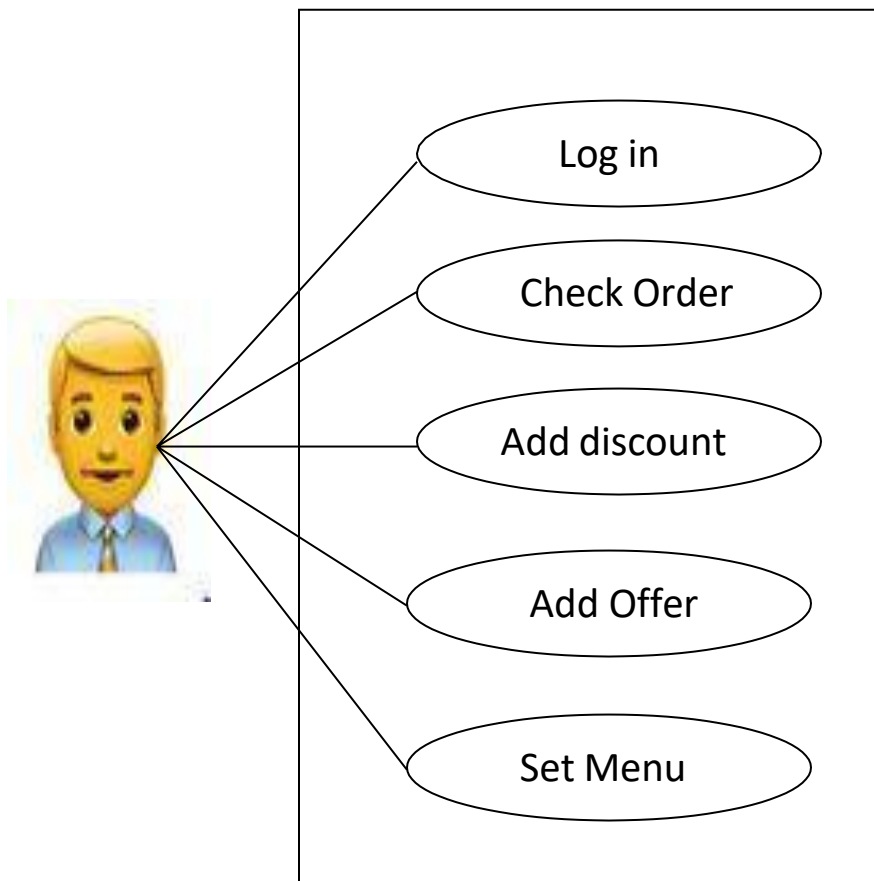 Log in
Check Order
Add discount
Add Offer
Set Menu